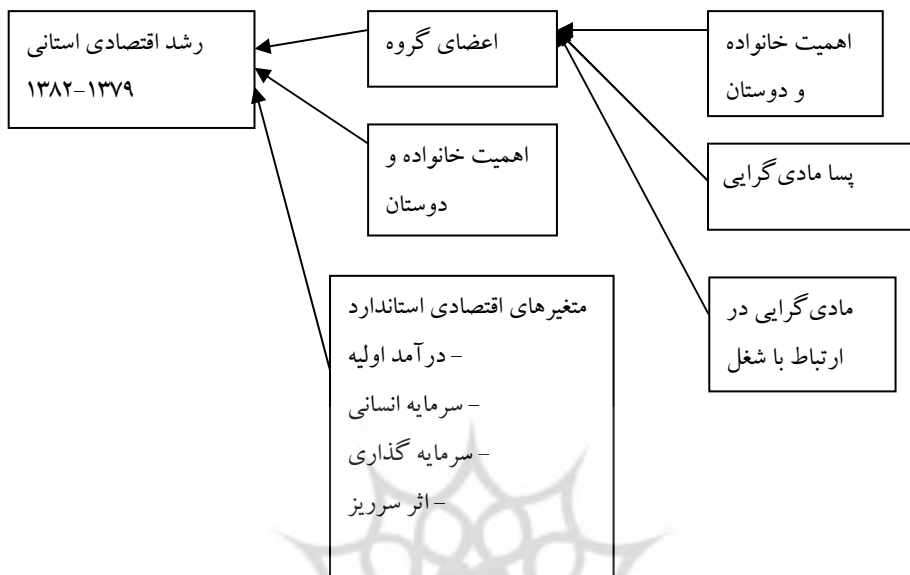 اهمیت خانواده
و دوستان
پسا مادی‌گرایی
مادی‌گرایی در
ارتباط با شغل
اعضای گروه
اهمیت خانواده و
دوستان
متغیرهای اقتصادی استاندارد
– درآمد اولیه
– سرمایه انسانی
– سرمایه گذاری
– اثر سرریز
رشد اقتصادی استانی
۱۳۸۲-۱۳۷۹